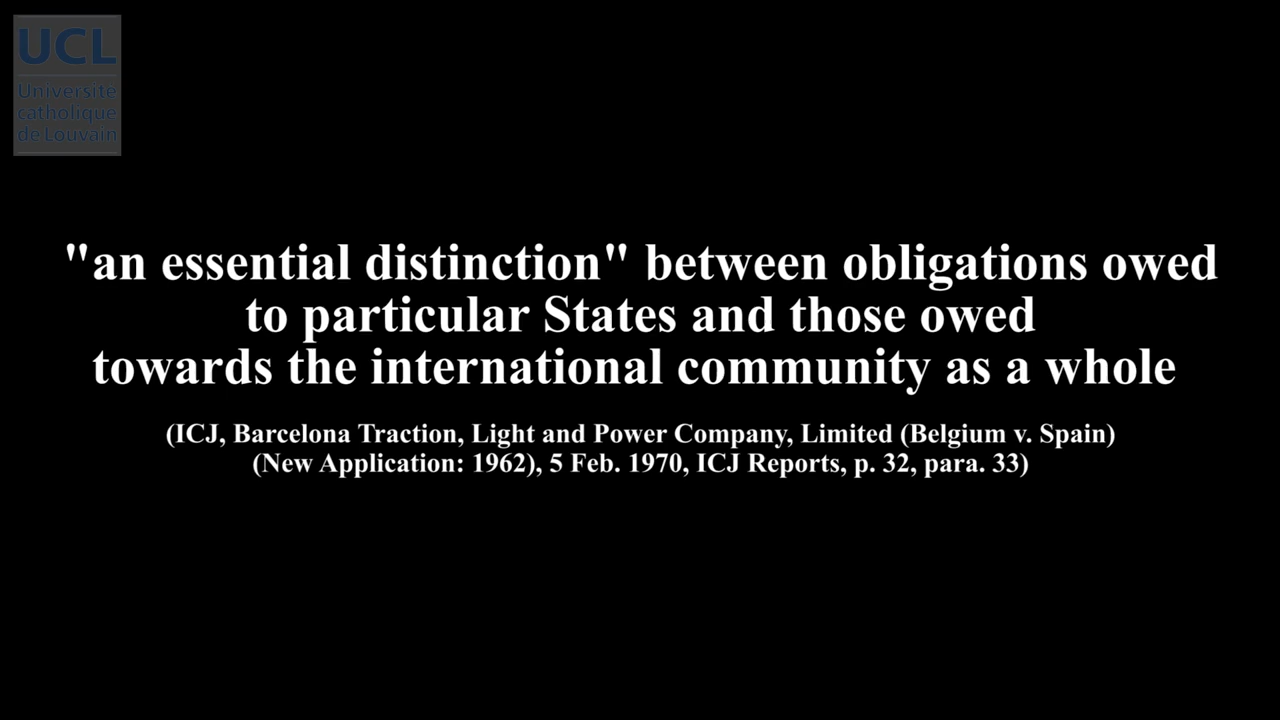 UCL
Université
catholique
de Louvain
"an essential distinction" between obligations owed
to particular States and those owed
towards the international community as a whole
(ICJ, Barcelona Traction, Light and Power Company, Limited (Belgium v. Spain)
(New Application: 1962), 5 Feb. 1970, ICJ Reports, p. 32, para. 33)